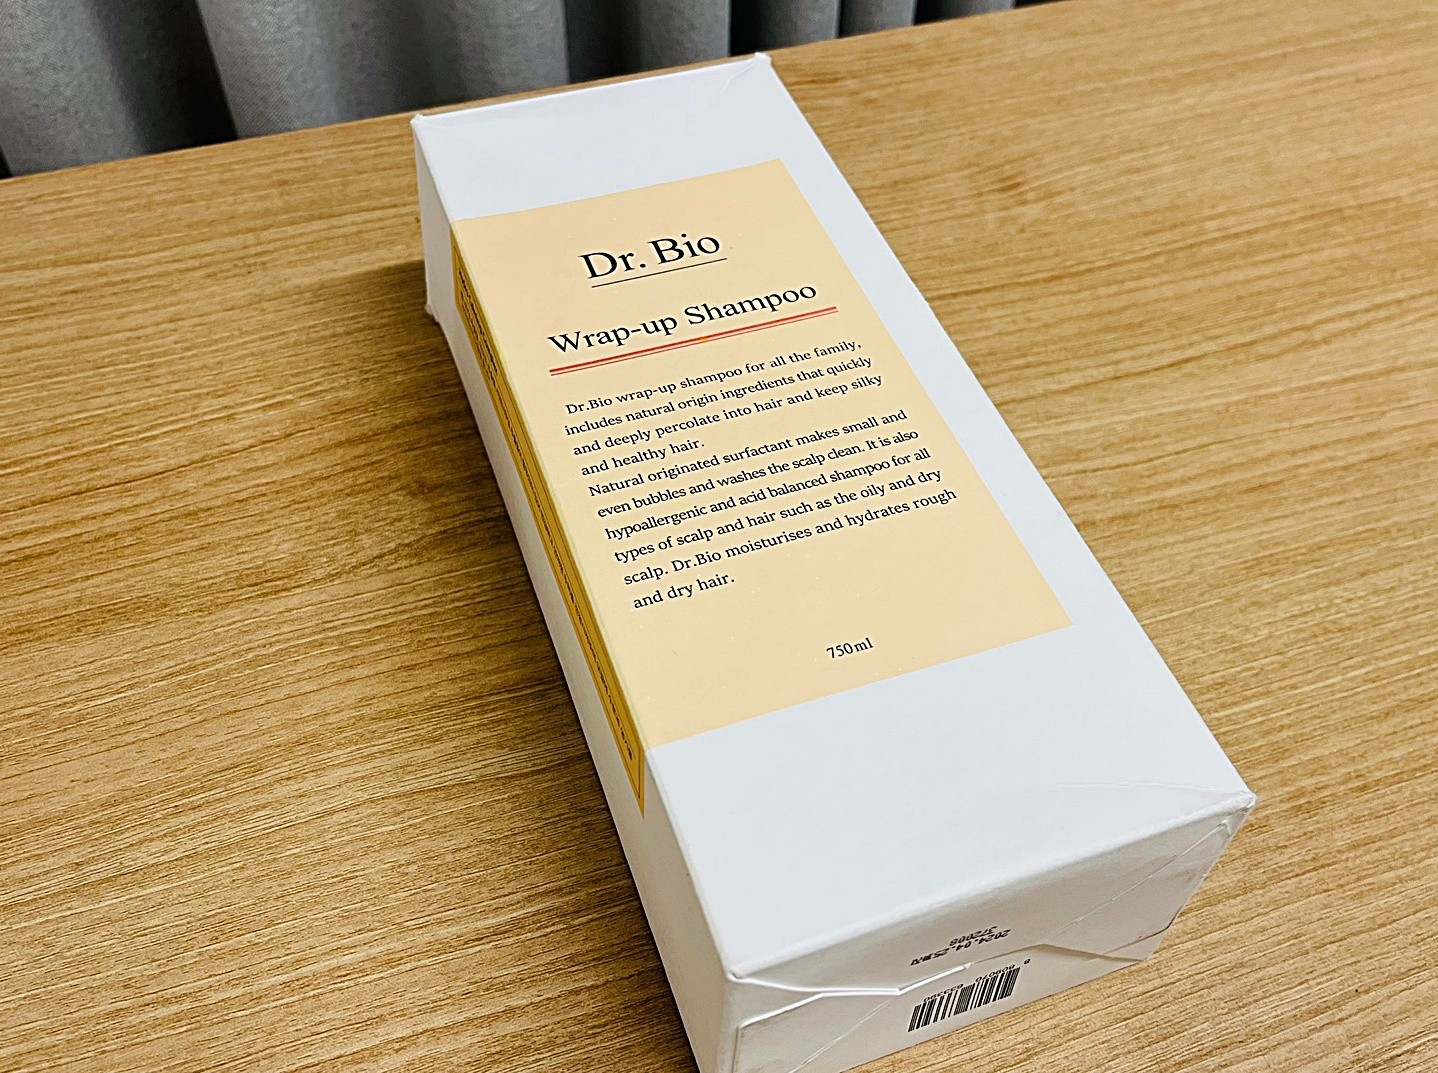 Dr. Bio
Wrap-up Shampoo
Dr.Bio wrap-up shampoo for all the family,
includes natural origin ingredients that quickly
and deeply percolate into hair and keep silky
and healthy hair.
Natural originated surfactant makes small and
even bubbles and washes the scalp clean. It is also
hypoallergenic and acid balanced shampoo for all
types of scalp and hair such as the oily and dry
scalp. Dr.Bio moisturises and hydrates rough
and dry hair.
750ml
2024.04.25